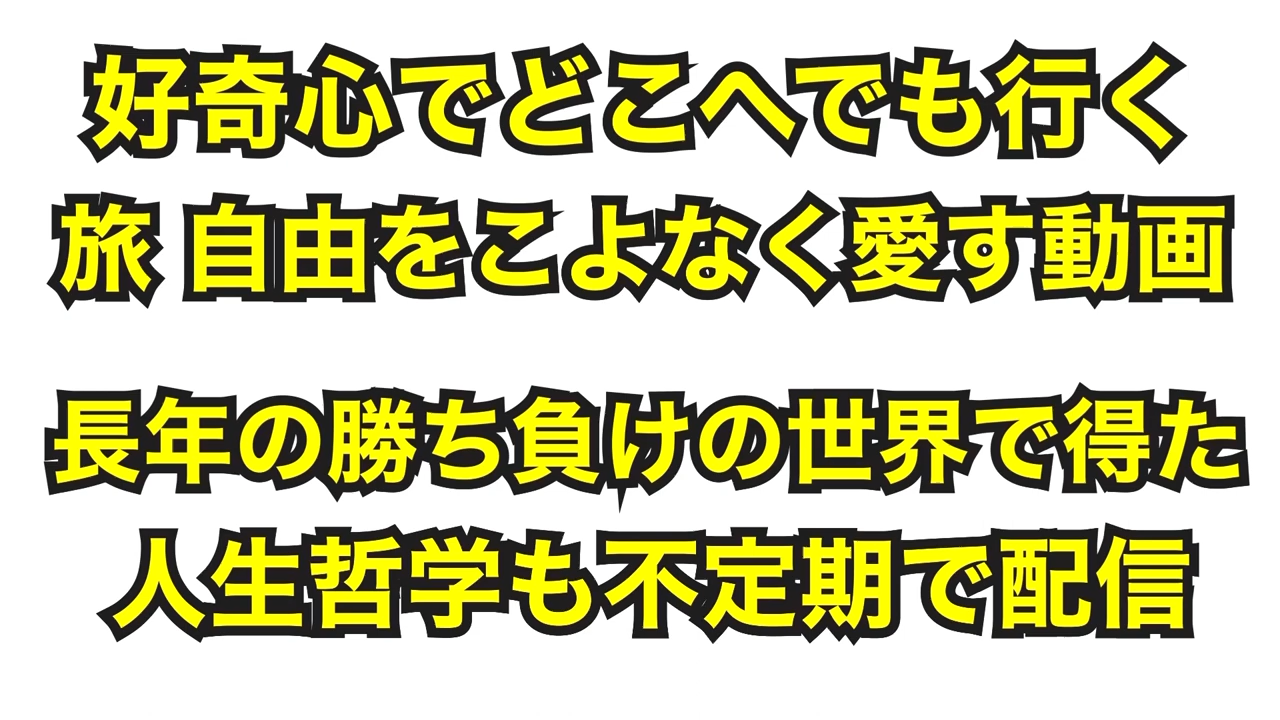 好奇心でどこへでも行く
旅 自由をこよなく愛す動画
長年の勝ち負けの世界で得た
人生哲学も不定期で配信